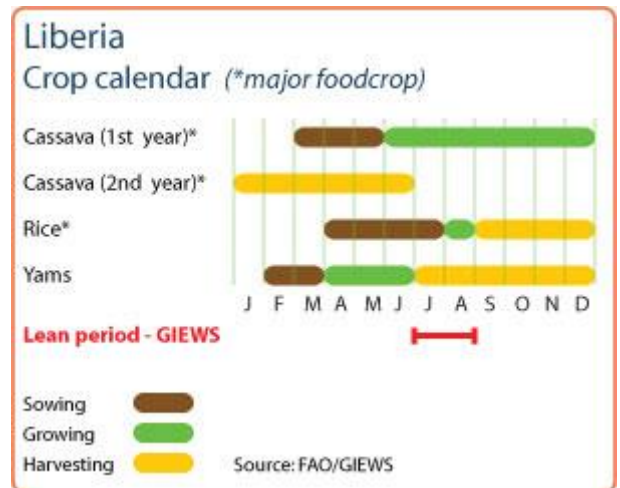 Liberia
Crop calendar (*major foodcrop)
Cassava (1st year)*
Cassava (2nd year)*
Rice*
Yams
J F M A M J J A S O N D
Lean period - GIEWS
Sowing
Growing
Harvesting Source: FAO/GIEWS